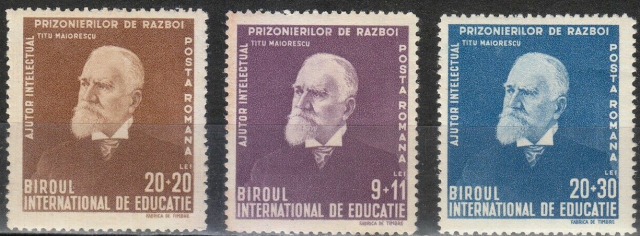 PRIZONIERILOR DE RAZBOI
TITU MAIORESCU
AJUTOR INTELECTUAL
POSTA ROMANA
LEI
20+20
BIROUL
INTERNATIONAL DE EDUCATIE
FABRICA DE TIMBRE
PRIZONIERILOR DE RAZBOI
TITU MAIORESCU
AJUTOR INTELECTUAL
POSTA ROMANA
LEI
9+11
BIROUL
INTERNATIONAL DE EDUCATIE
FABRICA DE TIMBRE
PRIZONIERILOR DE RAZBOI
TITU MAIORESCU
AJUTOR INTELECTUAL
POSTA ROMANA
LEI
20+30
BIROUL
INTERNATIONAL DE EDUCATIE
FABRICA DE TIMBRE